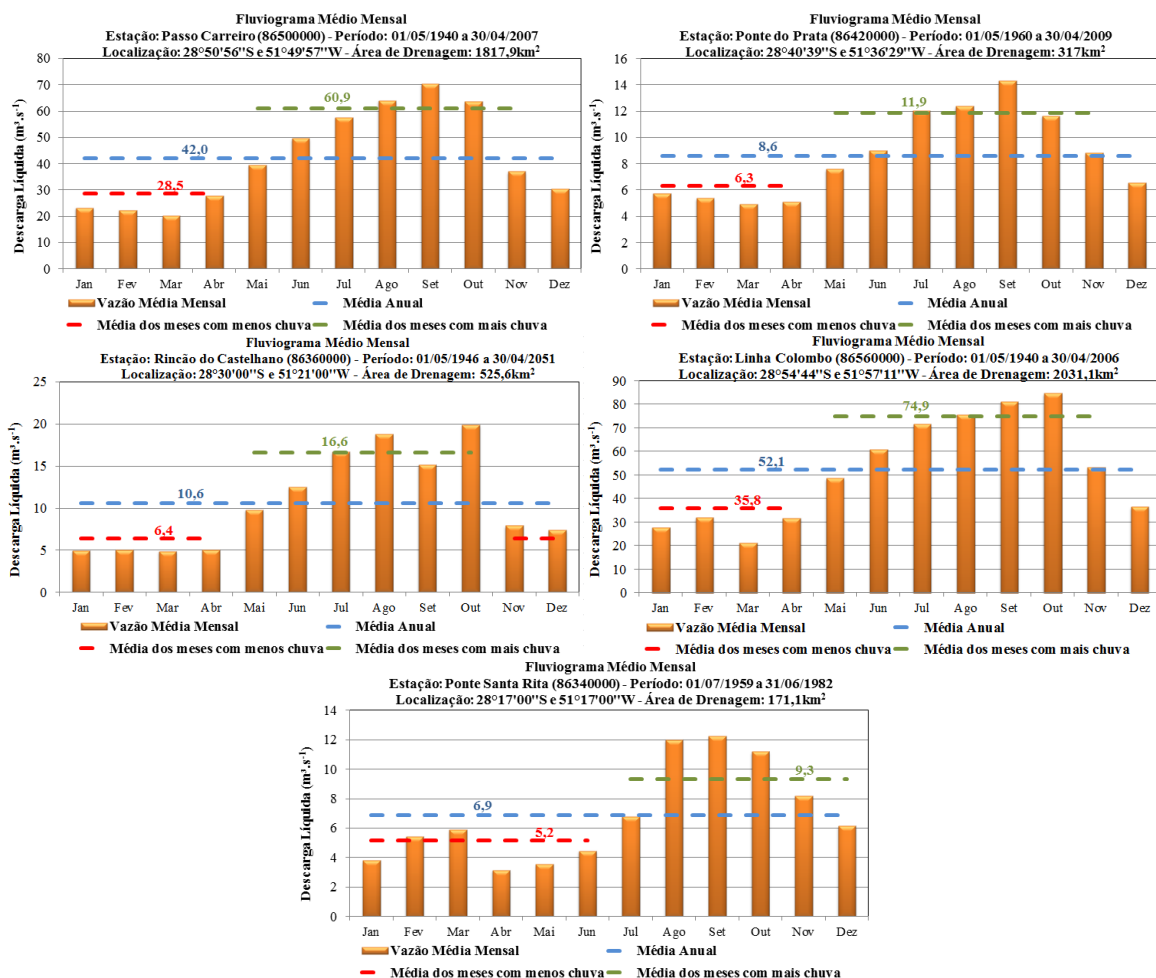 Fluviograma Médio Mensal
Estação: Passo Carreiro (86500000) - Período: 01/05/1940 a 30/04/2007
Localização: 28°50'56"S e 51°49'57"W - Área de Drenagem: 1817,9km²
Descarga Líquida (m³.s⁻¹)
80
70
60
50
40
30
20
10
0
28,5
42,0
60,9
Jan Fev Mar Abr Mai Jun Jul Ago Set Out Nov Dez
Vazão Média Mensal Média Anual
Média dos meses com menos chuva Média dos meses com mais chuva
Fluviograma Médio Mensal
Estação: Ponte do Prata (86420000) - Período: 01/05/1960 a 30/04/2009
Localização: 28°40'39"S e 51°36'29"W - Área de Drenagem: 317km²
Descarga Líquida (m³.s⁻¹)
16
14
12
10
8
6
4
2
0
6,3
8,6
11,9
Jan Fev Mar Abr Mai Jun Jul Ago Set Out Nov Dez
Vazão Média Mensal Média Anual
Média dos meses com menos chuva Média dos meses com mais chuva
Fluviograma Médio Mensal
Estação: Rincão do Castelhano (86360000) - Período: 01/05/1946 a 30/04/2051
Localização: 28°30'00"S e 51°21'00"W - Área de Drenagem: 525,6km²
Descarga Líquida (m³.s⁻¹)
25
20
15
10
5
0
6,4
10,6
16,6
Jan Fev Mar Abr Mai Jun Jul Ago Set Out Nov Dez
Vazão Média Mensal Média Anual
Média dos meses com menos chuva Média dos meses com mais chuva
Fluviograma Médio Mensal
Estação: Linha Colombo (86560000) - Período: 01/05/1940 a 30/04/2006
Localização: 28°54'44"S e 51°57'11"W - Área de Drenagem: 2031,1km²
Descarga Líquida (m³.s⁻¹)
90
80
70
60
50
40
30
20
10
0
35,8
52,1
74,9
Jan Fev Mar Abr Mai Jun Jul Ago Set Out Nov Dez
Vazão Média Mensal Média Anual
Média dos meses com menos chuva Média dos meses com mais chuva
Fluviograma Médio Mensal
Estação: Ponte Santa Rita (86340000) - Período: 01/07/1959 a 31/06/1982
Localização: 28°17'00"S e 51°17'00"W - Área de Drenagem: 171,1km²
Descarga Líquida (m³.s⁻¹)
14
12
10
8
6
4
2
0
6,9
5,2
9,3
Jan Fev Mar Abr Mai Jun Jul Ago Set Out Nov Dez
Vazão Média Mensal Média Anual
Média dos meses com menos chuva Média dos meses com mais chuva